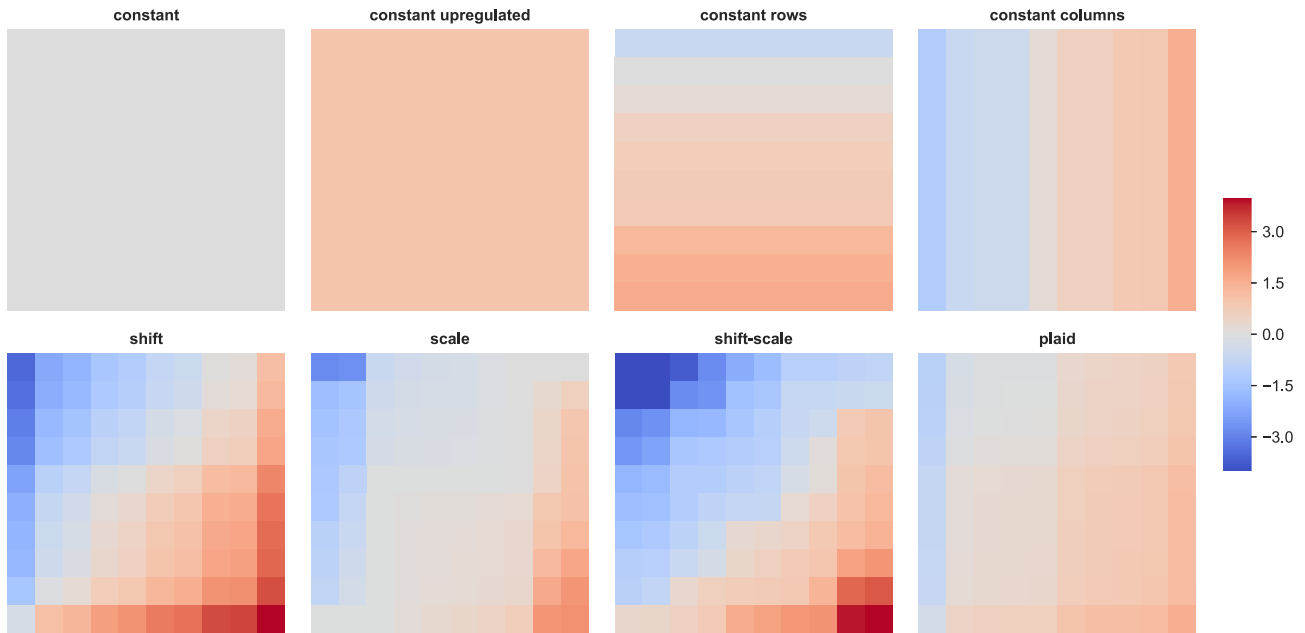 constant
constant upregulated
constant rows
constant columns
3.0
1.5
0.0
−1.5
−3.0
shift
scale
shift-scale
plaid